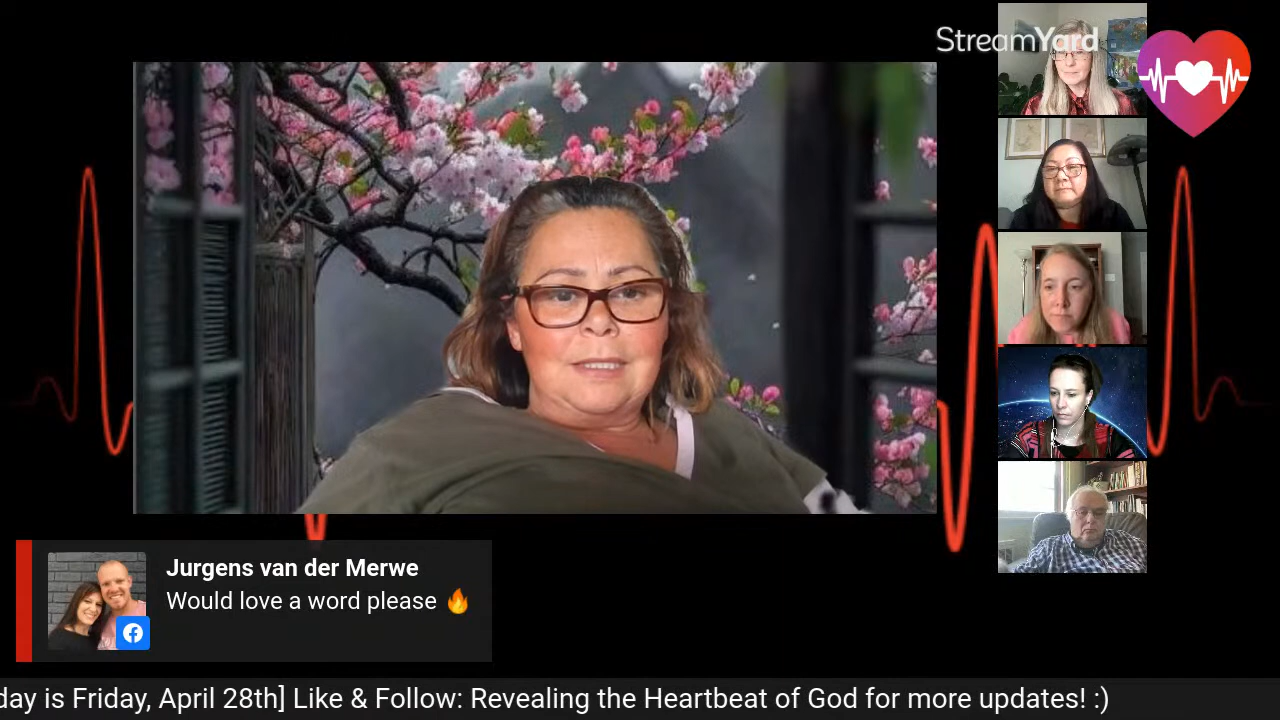 StreamYard
Jurgens van der Merwe
Would love a word please 🔥
day is Friday, April 28th] Like & Follow: Revealing the Heartbeat of God for more updates! :)